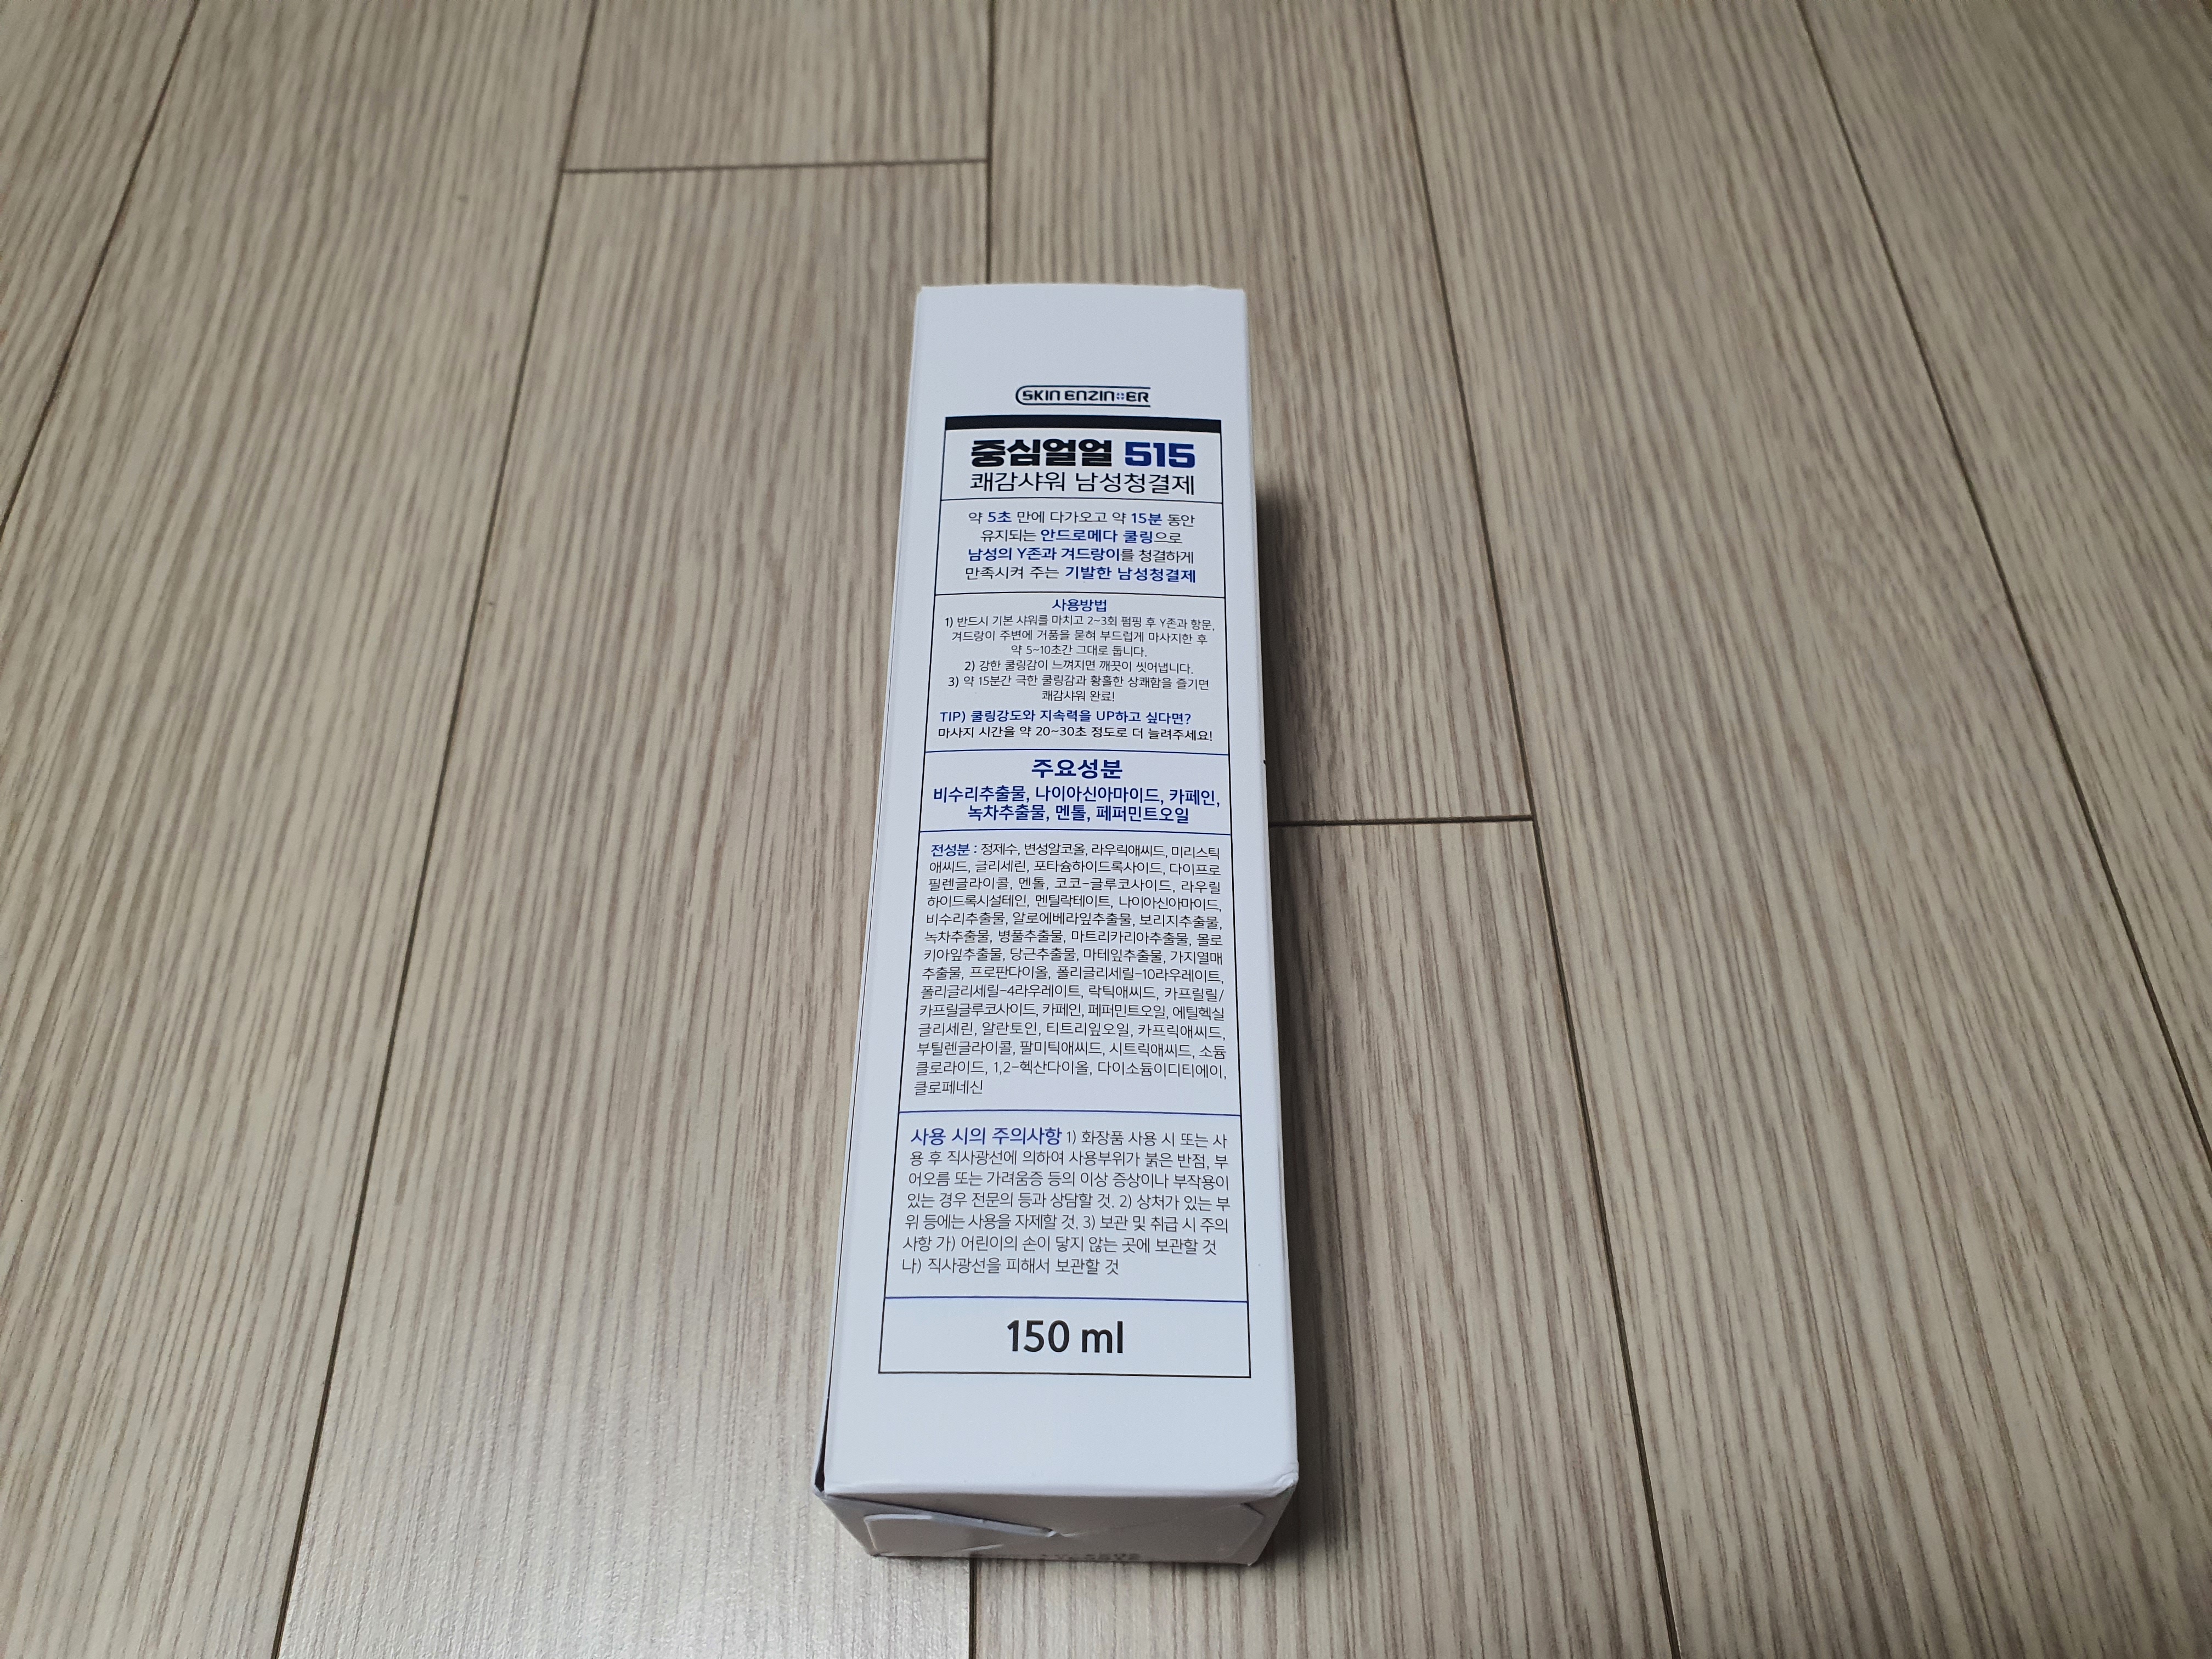 SKIN ENZIN::ER
중심얼얼 515
쾌감샤워 남성청결제
약 5초 만에 다가오고 약 15분 동안
유지되는 안드로메다 쿨링으로
남성의 Y존과 겨드랑이를 청결하게
만족시켜 주는 기발한 남성청결제
사용방법
1) 반드시 기본 샤워를 마치고 2~3회 펌핑 후 Y존과 항문,
겨드랑이 주변에 거품을 묻혀 부드럽게 마사지한 후
약 5~10초간 그대로 둡니다.
2) 강한 쿨링감이 느껴지면 깨끗이 씻어냅니다.
3) 약 15분간 극한 쿨링감과 황홀한 상쾌함을 즐기면
쾌감샤워 완료!
TIP) 쿨링강도와 지속력을 UP하고 싶다면?
마사지 시간을 약 20~30초 정도로 더 늘려주세요!
주요성분
비수리추출물, 나이아신아마이드, 카페인,
녹차추출물, 멘톨, 페퍼민트오일
전성분 : 정제수, 변성알코올, 라우릭애씨드, 미리스틱
애씨드, 글리세린, 포타슘하이드록사이드, 다이프로
필렌글라이콜, 멘톨, 코코-글루코사이드, 라우릴
하이드록시설테인, 멘틸락테이트, 나이아신아마이드,
비수리추출물, 알로에베라잎추출물, 보리지추출물,
녹차추출물, 병풀추출물, 마트리카리아추출물, 몰로
키아잎추출물, 당근추출물, 마테잎추출물, 가지열매
추출물, 프로판다이올, 폴리글리세릴-10라우레이트,
폴리글리세릴-4라우레이트, 락틱애씨드, 카프릴릴/
카프릴글루코사이드, 카페인, 페퍼민트오일, 에틸헥실
글리세린, 알란토인, 티트리잎오일, 카프릭애씨드,
부틸렌글라이콜, 팔미틱애씨드, 시트릭애씨드, 소듐
클로라이드, 1,2-헥산다이올, 다이소듐이디티에이,
클로페네신
사용 시의 주의사항 1) 화장품 사용 시 또는 사
용 후 직사광선에 의하여 사용부위가 붉은 반점, 부
어오름 또는 가려움증 등의 이상 증상이나 부작용이
있는 경우 전문의 등과 상담할 것. 2) 상처가 있는 부
위 등에는 사용을 자제할 것. 3) 보관 및 취급 시 주의
사항 가) 어린이의 손이 닿지 않는 곳에 보관할 것
나) 직사광선을 피해서 보관할 것
150 ml